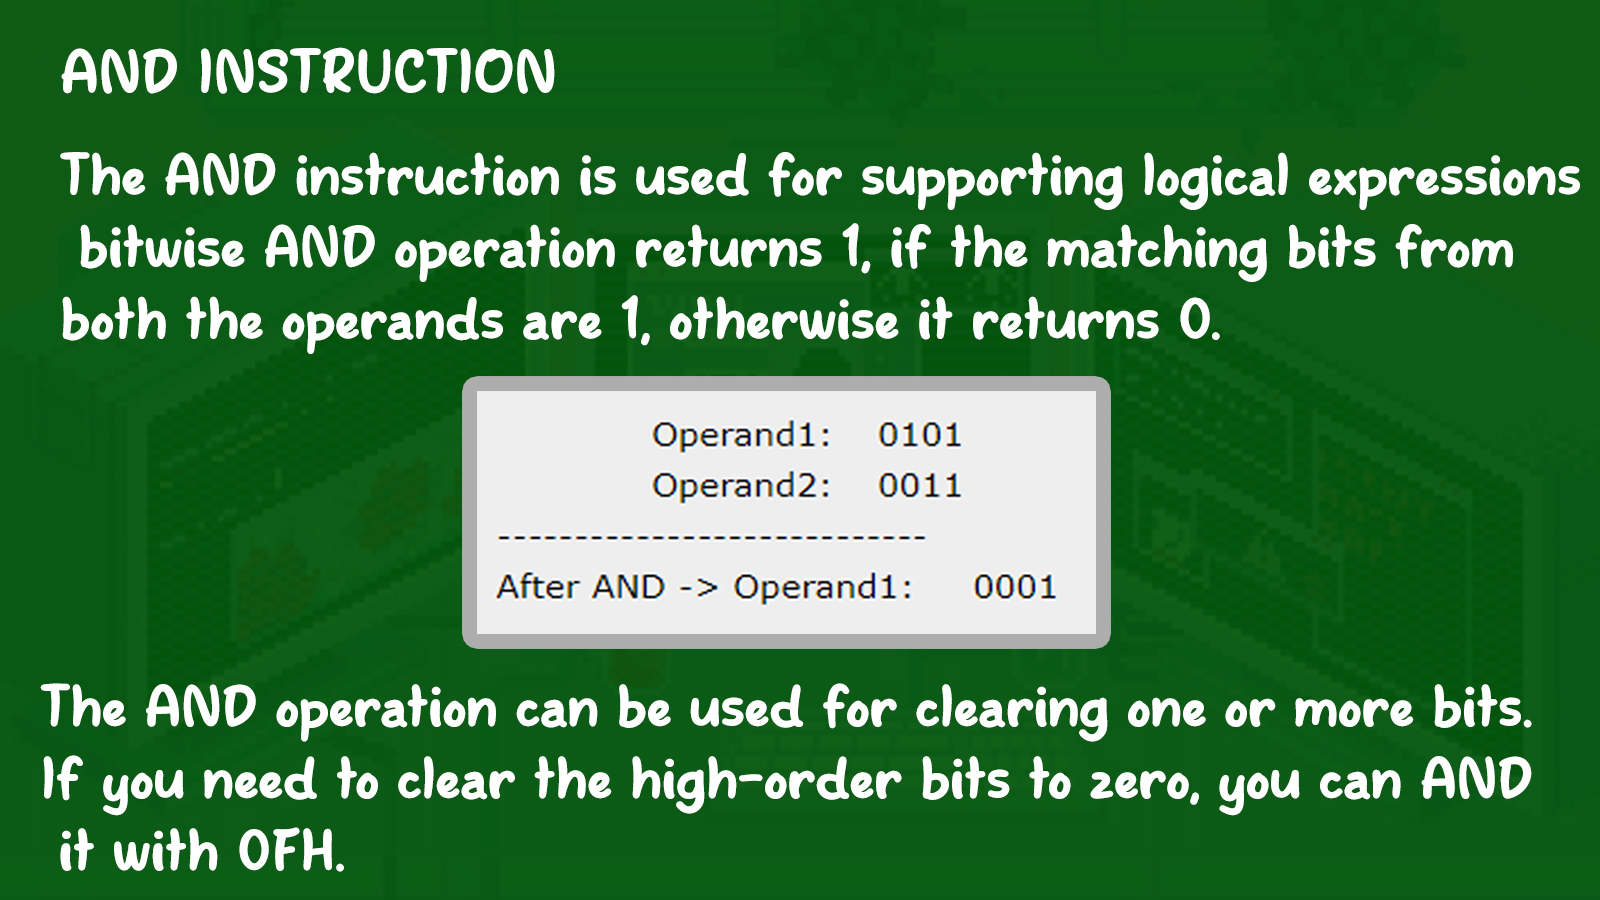 AND INSTRUCTION
The AND instruction is used for supporting logical expressions
bitwise AND operation returns 1, if the matching bits from
both the operands are 1, otherwise it returns 0.
Operand1: 0101
Operand2: 0011
----------------------------
After AND -> Operand1: 0001
The AND operation can be used for clearing one or more bits.
If you need to clear the high-order bits to zero, you can AND
it with 0FH.